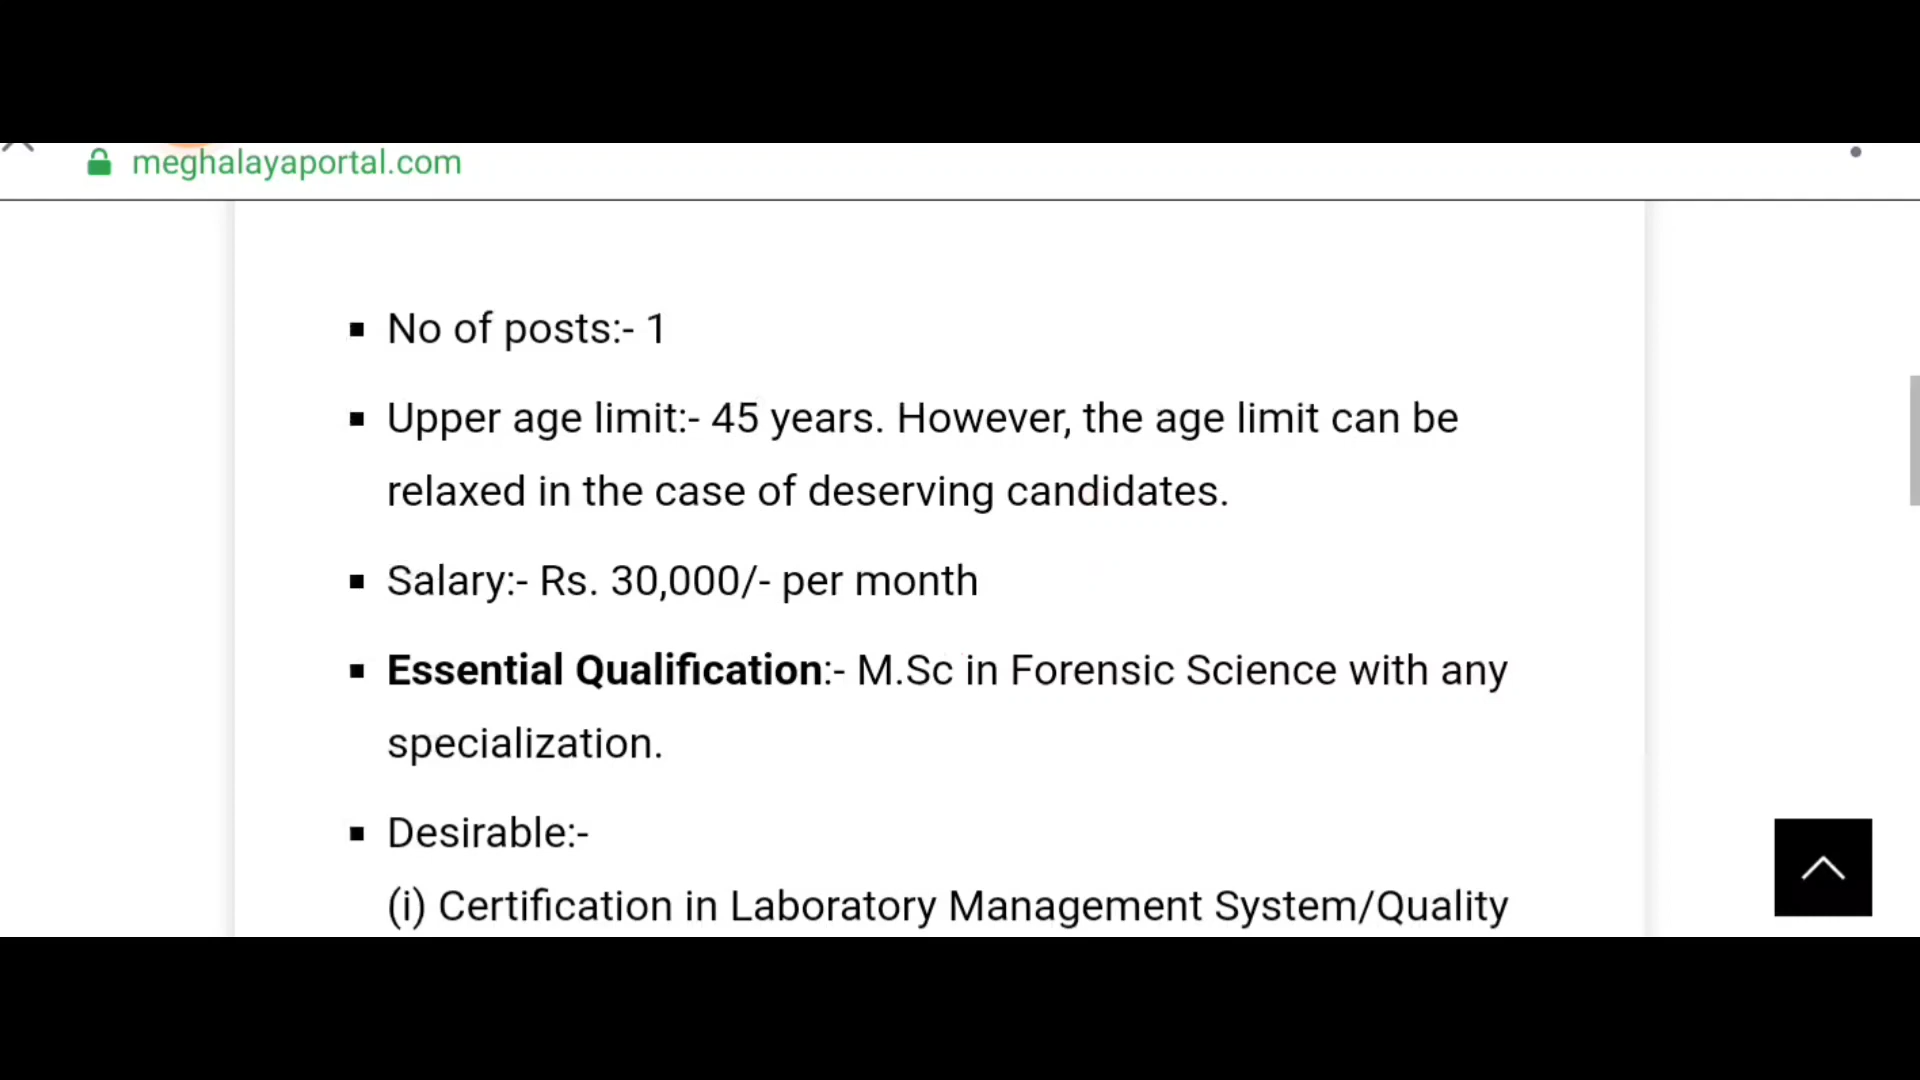 meghalayaportal.com
▪ No of posts:- 1
▪ Upper age limit:- 45 years. However, the age limit can be
relaxed in the case of deserving candidates.
▪ Salary:- Rs. 30,000/- per month
▪ Essential Qualification:- M.Sc in Forensic Science with any
specialization.
▪ Desirable:-
(i) Certification in Laboratory Management System/Quality